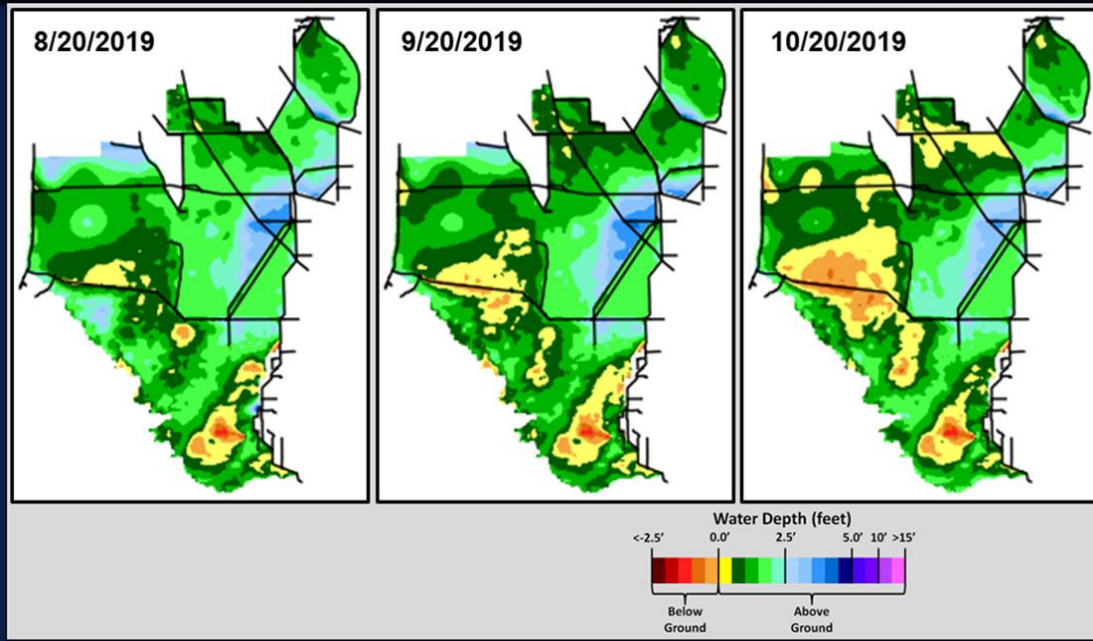 8/20/2019
9/20/2019
10/20/2019
Water Depth (feet)
<-2.5' 0.0' 2.5' 5.0' 10' >15'
Below Above
Ground Ground